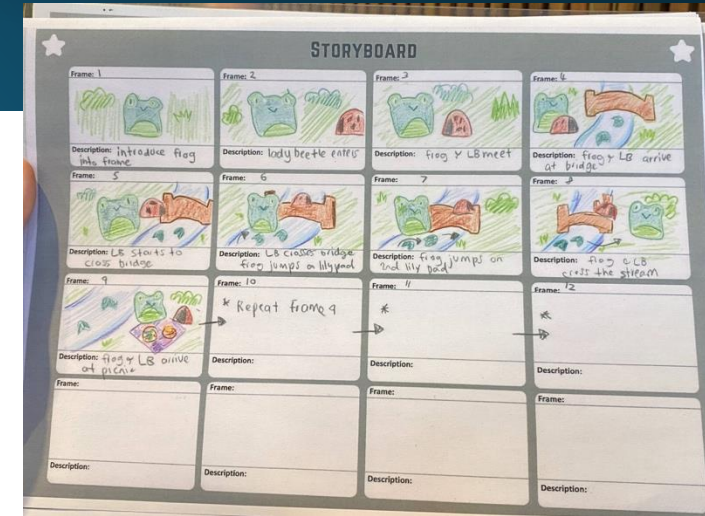 STORYBOARD
Frame: 1
Frame: 2
Frame: 3
Frame: 4
Description: introduce frog
into frame
Description: lady beetle enters
Description: frog & LB meet
Description: frog & LB arrive
at bridge
Frame: 5
Frame: 6
Frame: 7
Frame: 8
Description: LB starts to
cross bridge
Description: LB crosses bridge
frog jumps on lilypad
Description: frog jumps on
2nd lily pad
Description: frog & LB
cross the stream
Frame: 9
Frame: 10
Frame: 11
Frame: 12
* Repeat frame 9
*
*
Description: frog & LB arrive
at picnic
Description:
Description:
Description:
Frame:
Frame:
Frame:
Frame:
Description:
Description:
Description:
Description: